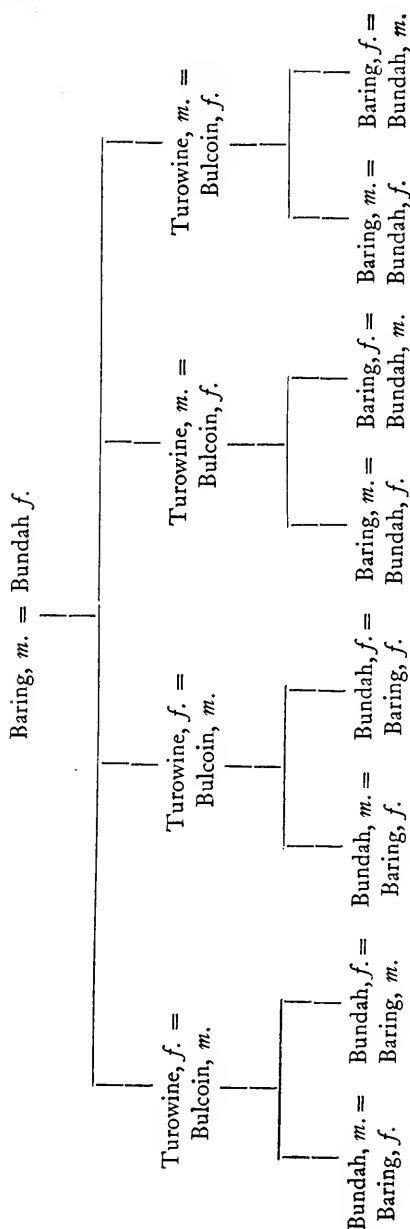 Baring, m. = Bundah f.
Turowine, f. = Turowine, f. = Turowine, m. = Turowine, m. =
Bulcoin, m. Bulcoin, m. Bulcoin, f. Bulcoin, f.
Bundah, m. = Bundah, f. = Bundah, m. = Bundah, f. = Baring, m. = Baring, f. = Baring, m. = Baring, f. =
Baring, f. Baring, m. Baring, f. Baring, f. Bundah, f. Bundah, m. Bundah, f. Bundah, m.